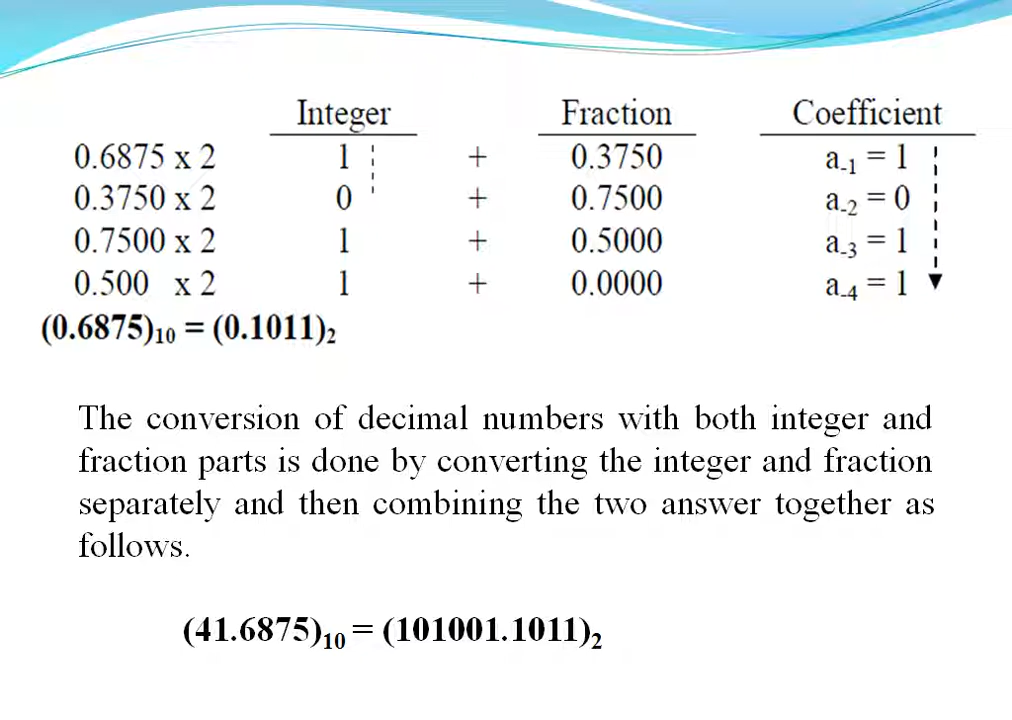 Integer Fraction Coefficient
0.6875 x 2 1 + 0.3750 a₋₁ = 1
0.3750 x 2 0 + 0.7500 a₋₂ = 0
0.7500 x 2 1 + 0.5000 a₋₃ = 1
0.500 x 2 1 + 0.0000 a₋₄ = 1
(0.6875)₁₀ = (0.1011)₂
The conversion of decimal numbers with both integer and
fraction parts is done by converting the integer and fraction
separately and then combining the two answer together as
follows.
(41.6875)₁₀ = (101001.1011)₂